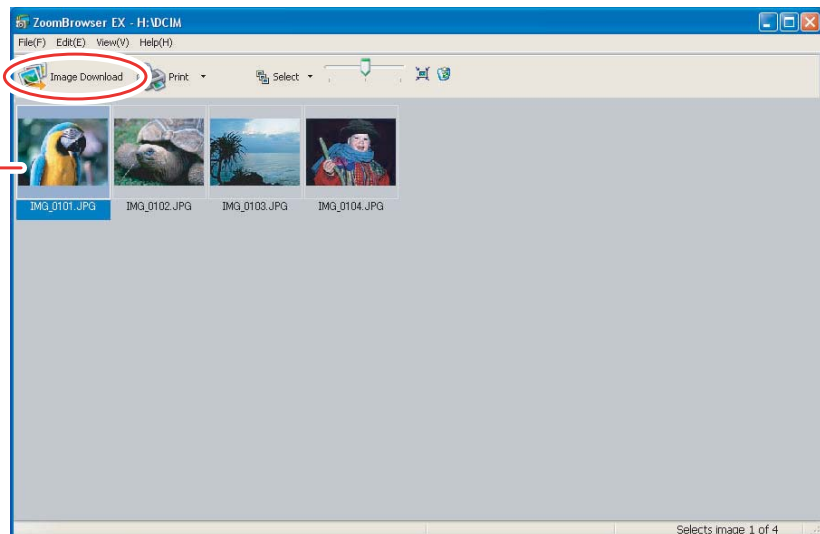 ZoomBrowser EX - H:\DCIM
File(F) Edit(E) View(V) Help(H)
Image Download Print Select
IMG_0101.JPG IMG_0102.JPG IMG_0103.JPG IMG_0104.JPG
Selects image 1 of 4